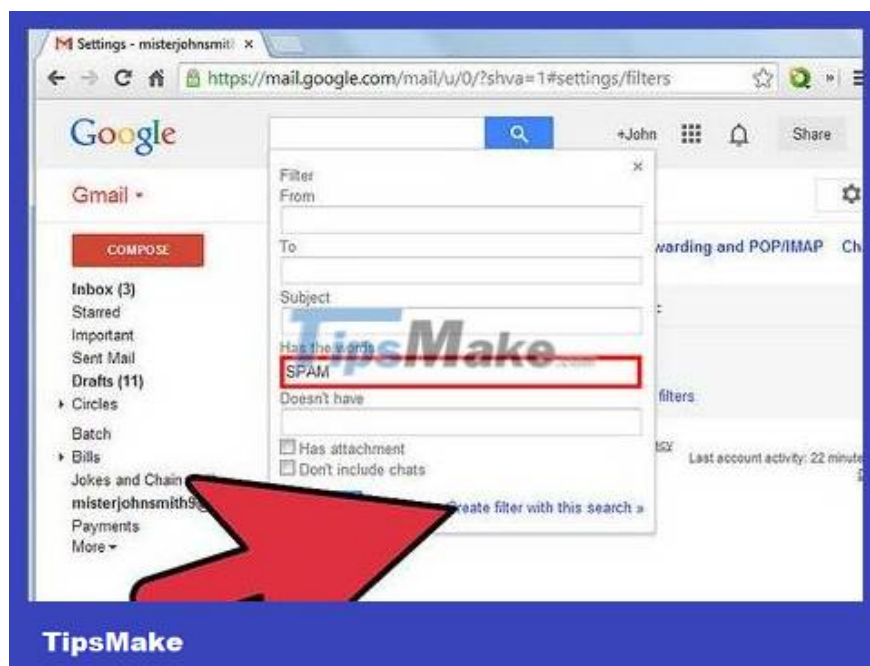 Settings - misterjohnsmit
https://mail.google.com/mail/u/0/?shva=1#settings/filters
Google
+John
Share
Gmail
COMPOSE
Inbox (3)
Starred
Important
Sent Mail
Drafts (11)
Circles
Batch
Bills
Jokes and Chain
misterjohnsmith9
Payments
More
Filter
From
To
Subject
Has the words
SPAM
Doesn't have
Has attachment
Don't include chats
Create filter with this search »
warding and POP/IMAP Ch
filters
Last account activity: 22 minute
TipsMake.com
TipsMake